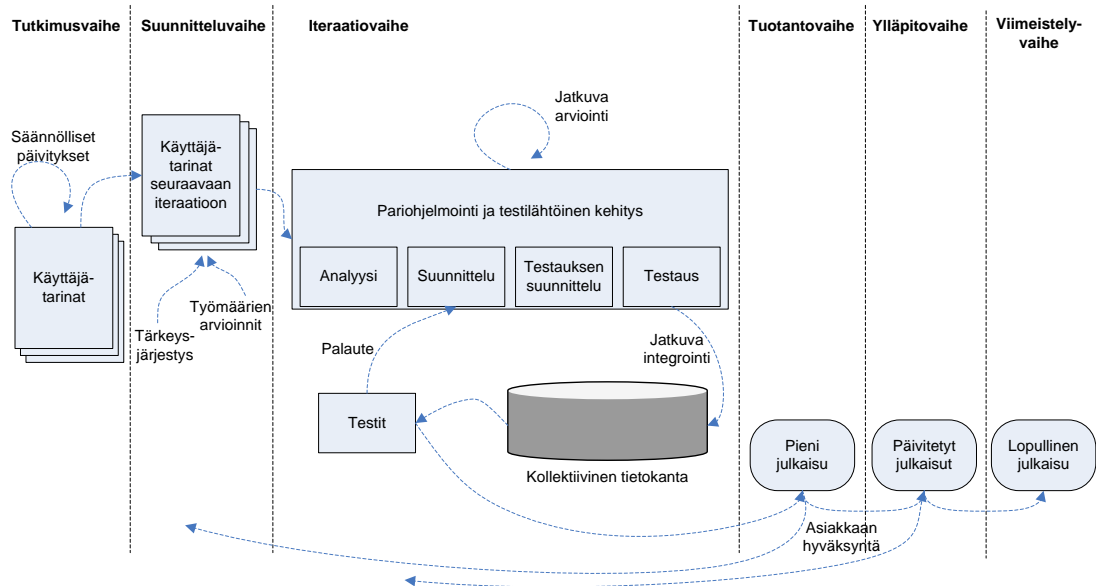 Tutkimusvaihe
Suunnitteluvaihe
Iteraatiovaihe
Tuotantovaihe
Ylläpitovaihe
Viimeistely-
vaihe
Säännölliset
päivitykset
Käyttäjä-
tarinat
Käyttäjä-
tarinat
seuraavaan
iteraatioon
Tärkeys-
järjestys
Työmäärien
arvioinnit
Jatkuva
arviointi
Pariohjelmointi ja testilähtöinen kehitys
Analyysi
Suunnittelu
Testauksen
suunnittelu
Testaus
Palaute
Jatkuva
integrointi
Testit
Kollektiivinen tietokanta
Pieni
julkaisu
Päivitetyt
julkaisut
Lopullinen
julkaisu
Asiakkaan
hyväksyntä